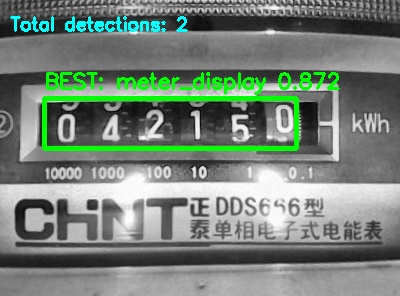 Total detections: 2
BEST: meter_display 0.872
② 0 4 2 1 5 0 kWh
10000 1000 100 10 1 0.1
CHNT 正 DDS666型
泰 单相电子式电能表